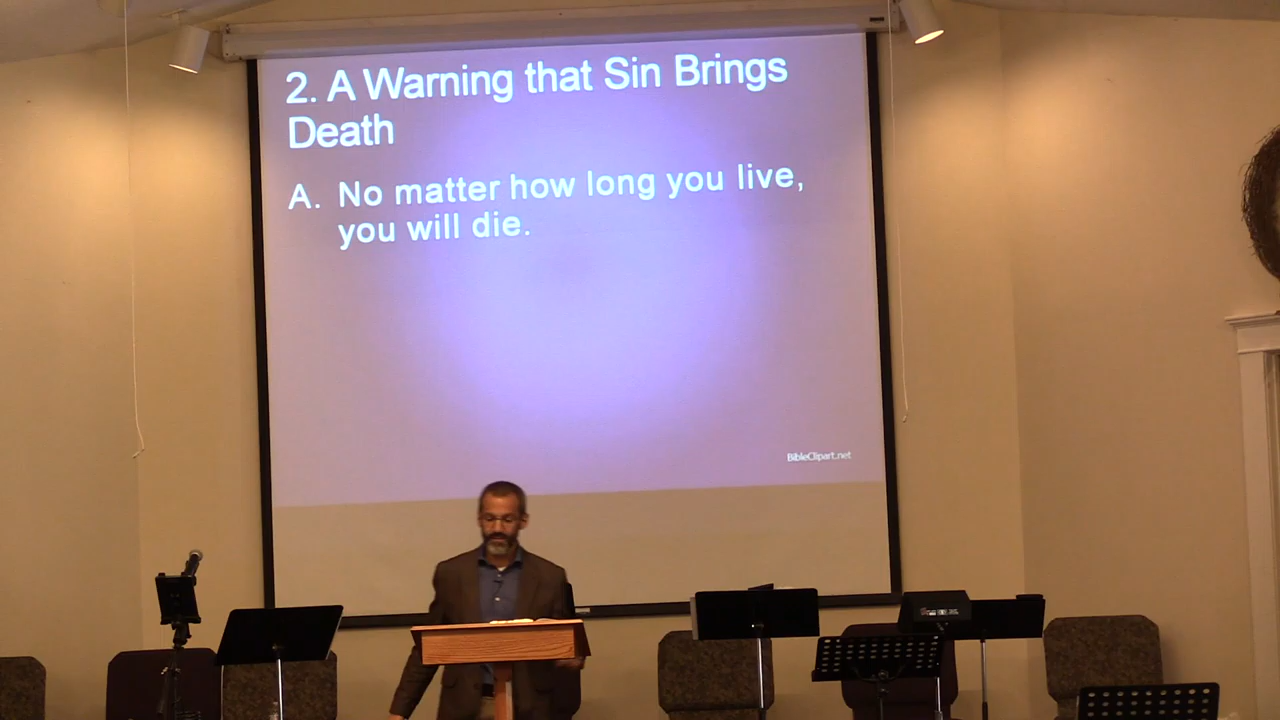 2. A Warning that Sin Brings
Death
A. No matter how long you live,
you will die.
BibleClipart.net